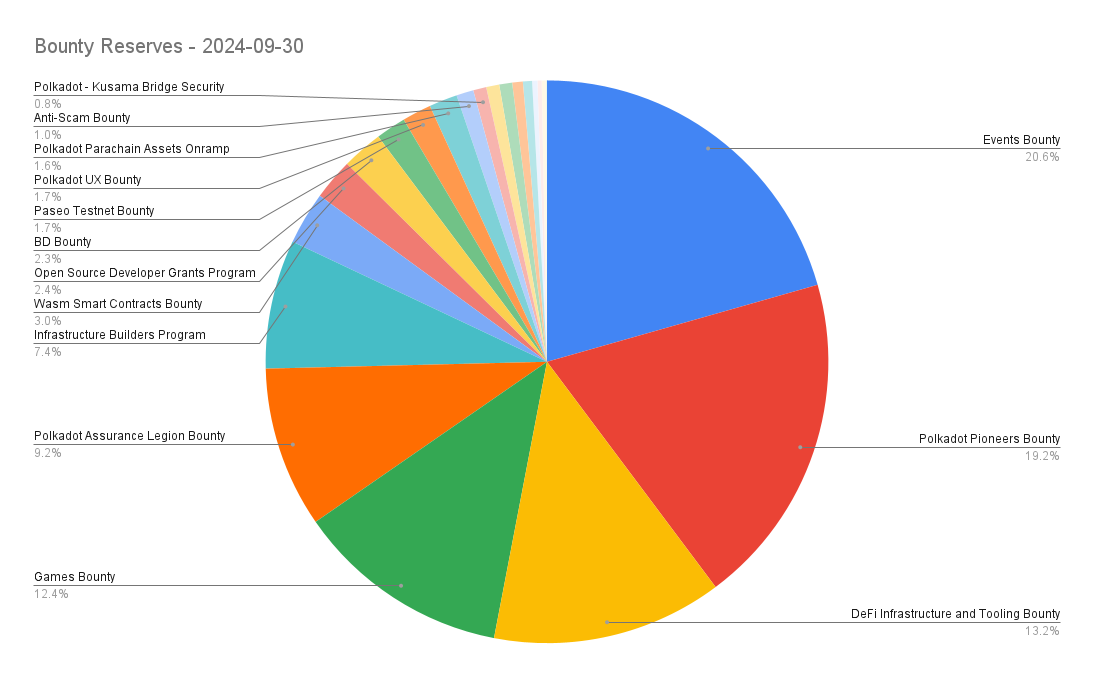 Bounty Reserves - 2024-09-30
Polkadot - Kusama Bridge Security
0.8%
Anti-Scam Bounty
1.0%
Polkadot Parachain Assets Onramp
1.6%
Polkadot UX Bounty
1.7%
Paseo Testnet Bounty
1.7%
BD Bounty
2.3%
Open Source Developer Grants Program
2.4%
Wasm Smart Contracts Bounty
3.0%
Infrastructure Builders Program
7.4%
Polkadot Assurance Legion Bounty
9.2%
Games Bounty
12.4%
Events Bounty
20.6%
Polkadot Pioneers Bounty
19.2%
DeFi Infrastructure and Tooling Bounty
13.2%